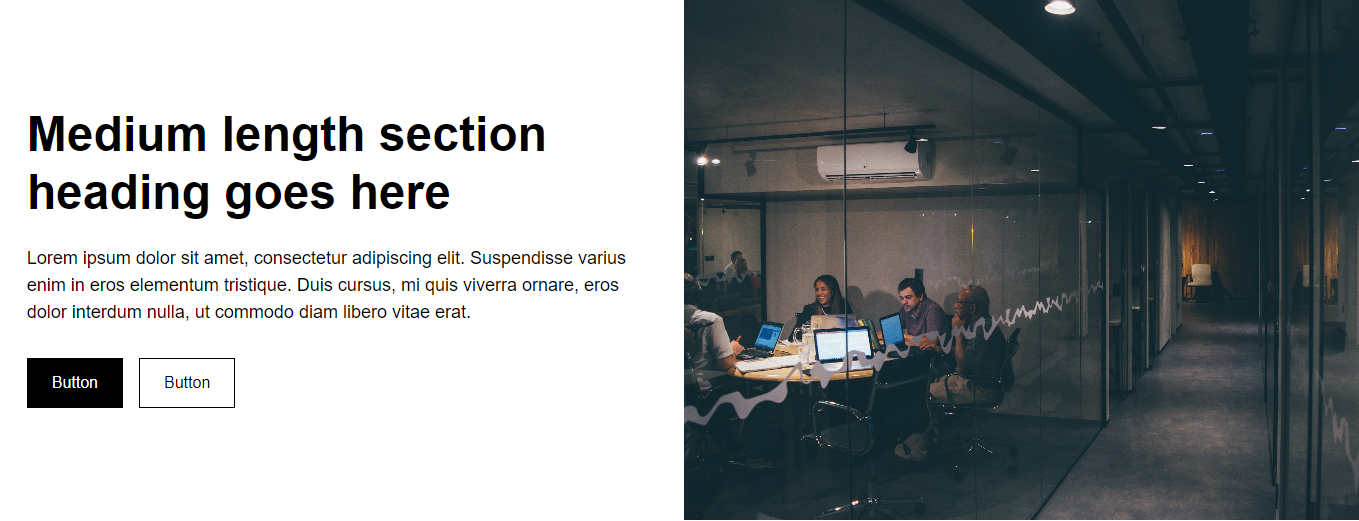 Medium length section
heading goes here
Lorem ipsum dolor sit amet, consectetur adipiscing elit. Suspendisse varius
enim in eros elementum tristique. Duis cursus, mi quis viverra ornare, eros
dolor interdum nulla, ut commodo diam libero vitae erat.
Button
Button